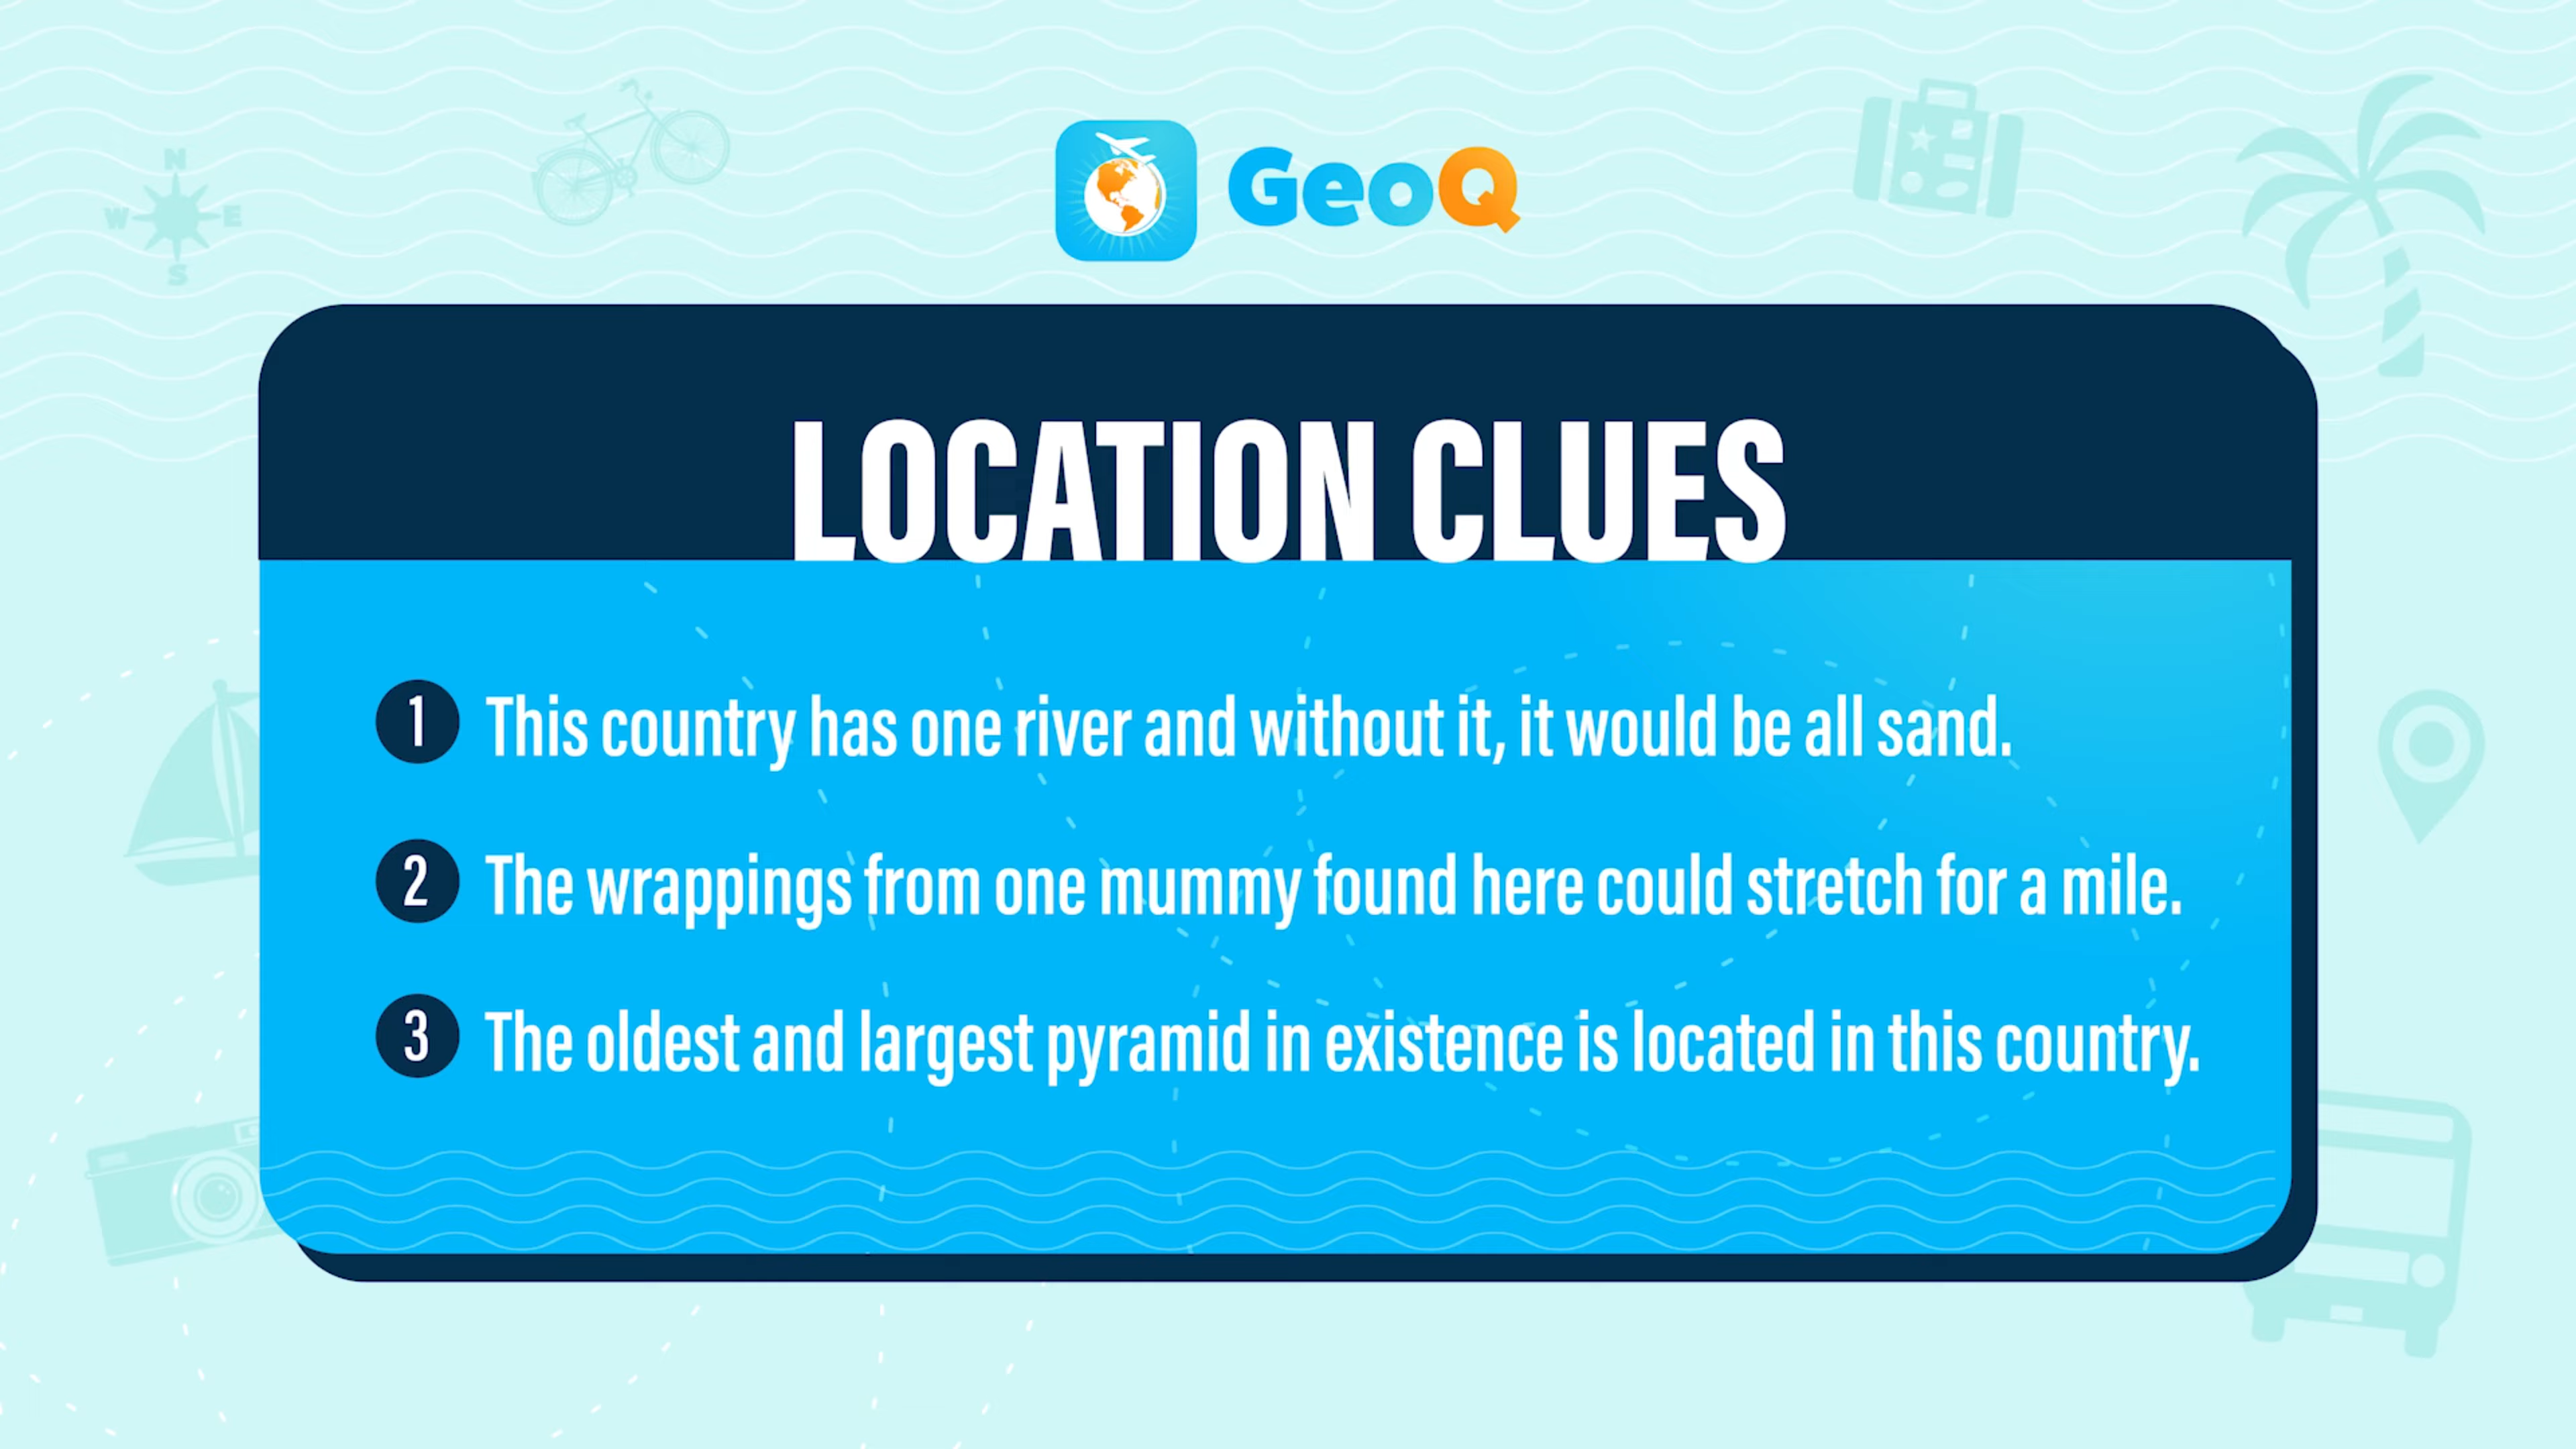 N
W E
S
GeoQ
LOCATION CLUES
1 This country has one river and without it, it would be all sand.
2 The wrappings from one mummy found here could stretch for a mile.
3 The oldest and largest pyramid in existence is located in this country.